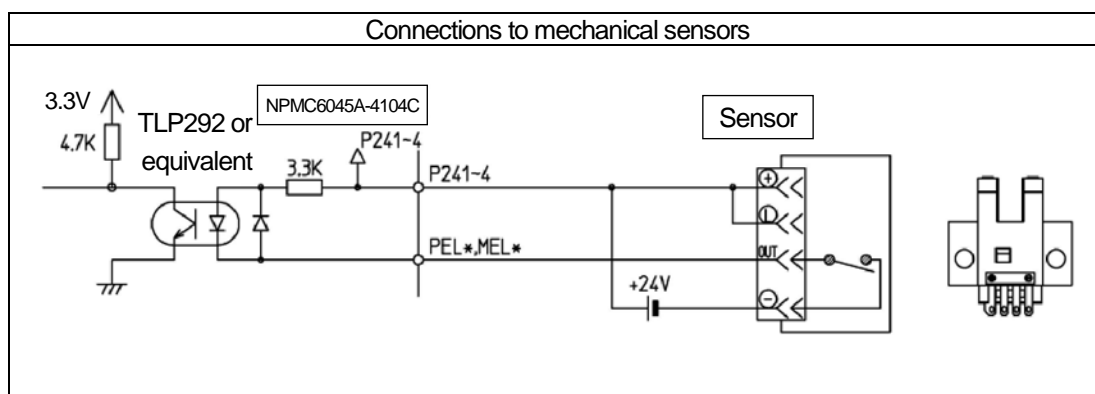 Connections to mechanical sensors
3.3V
4.7K
TLP292 or
equivalent
NPMC6045A-4104C
P241~4
3.3K
P241~4
PEL*,MEL*
Sensor
+
L
OUT
-
+24V